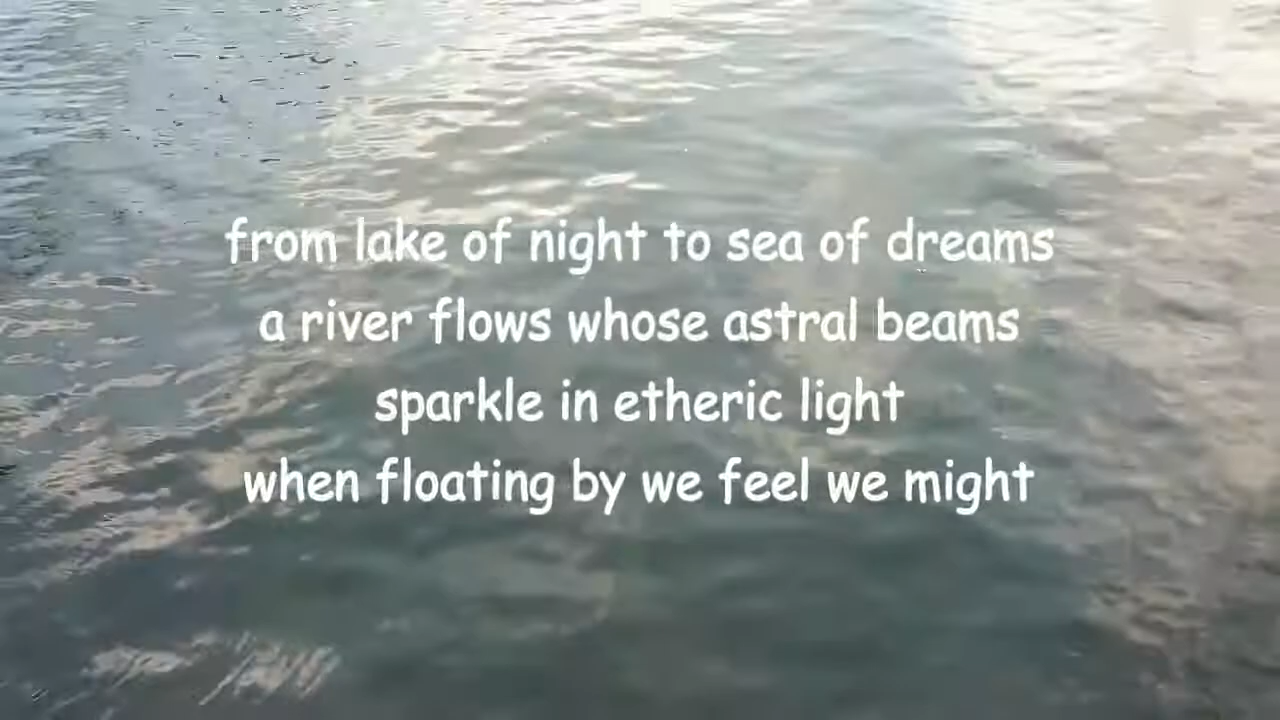 from lake of night to sea of dreams
a river flows whose astral beams
sparkle in etheric light
when floating by we feel we might